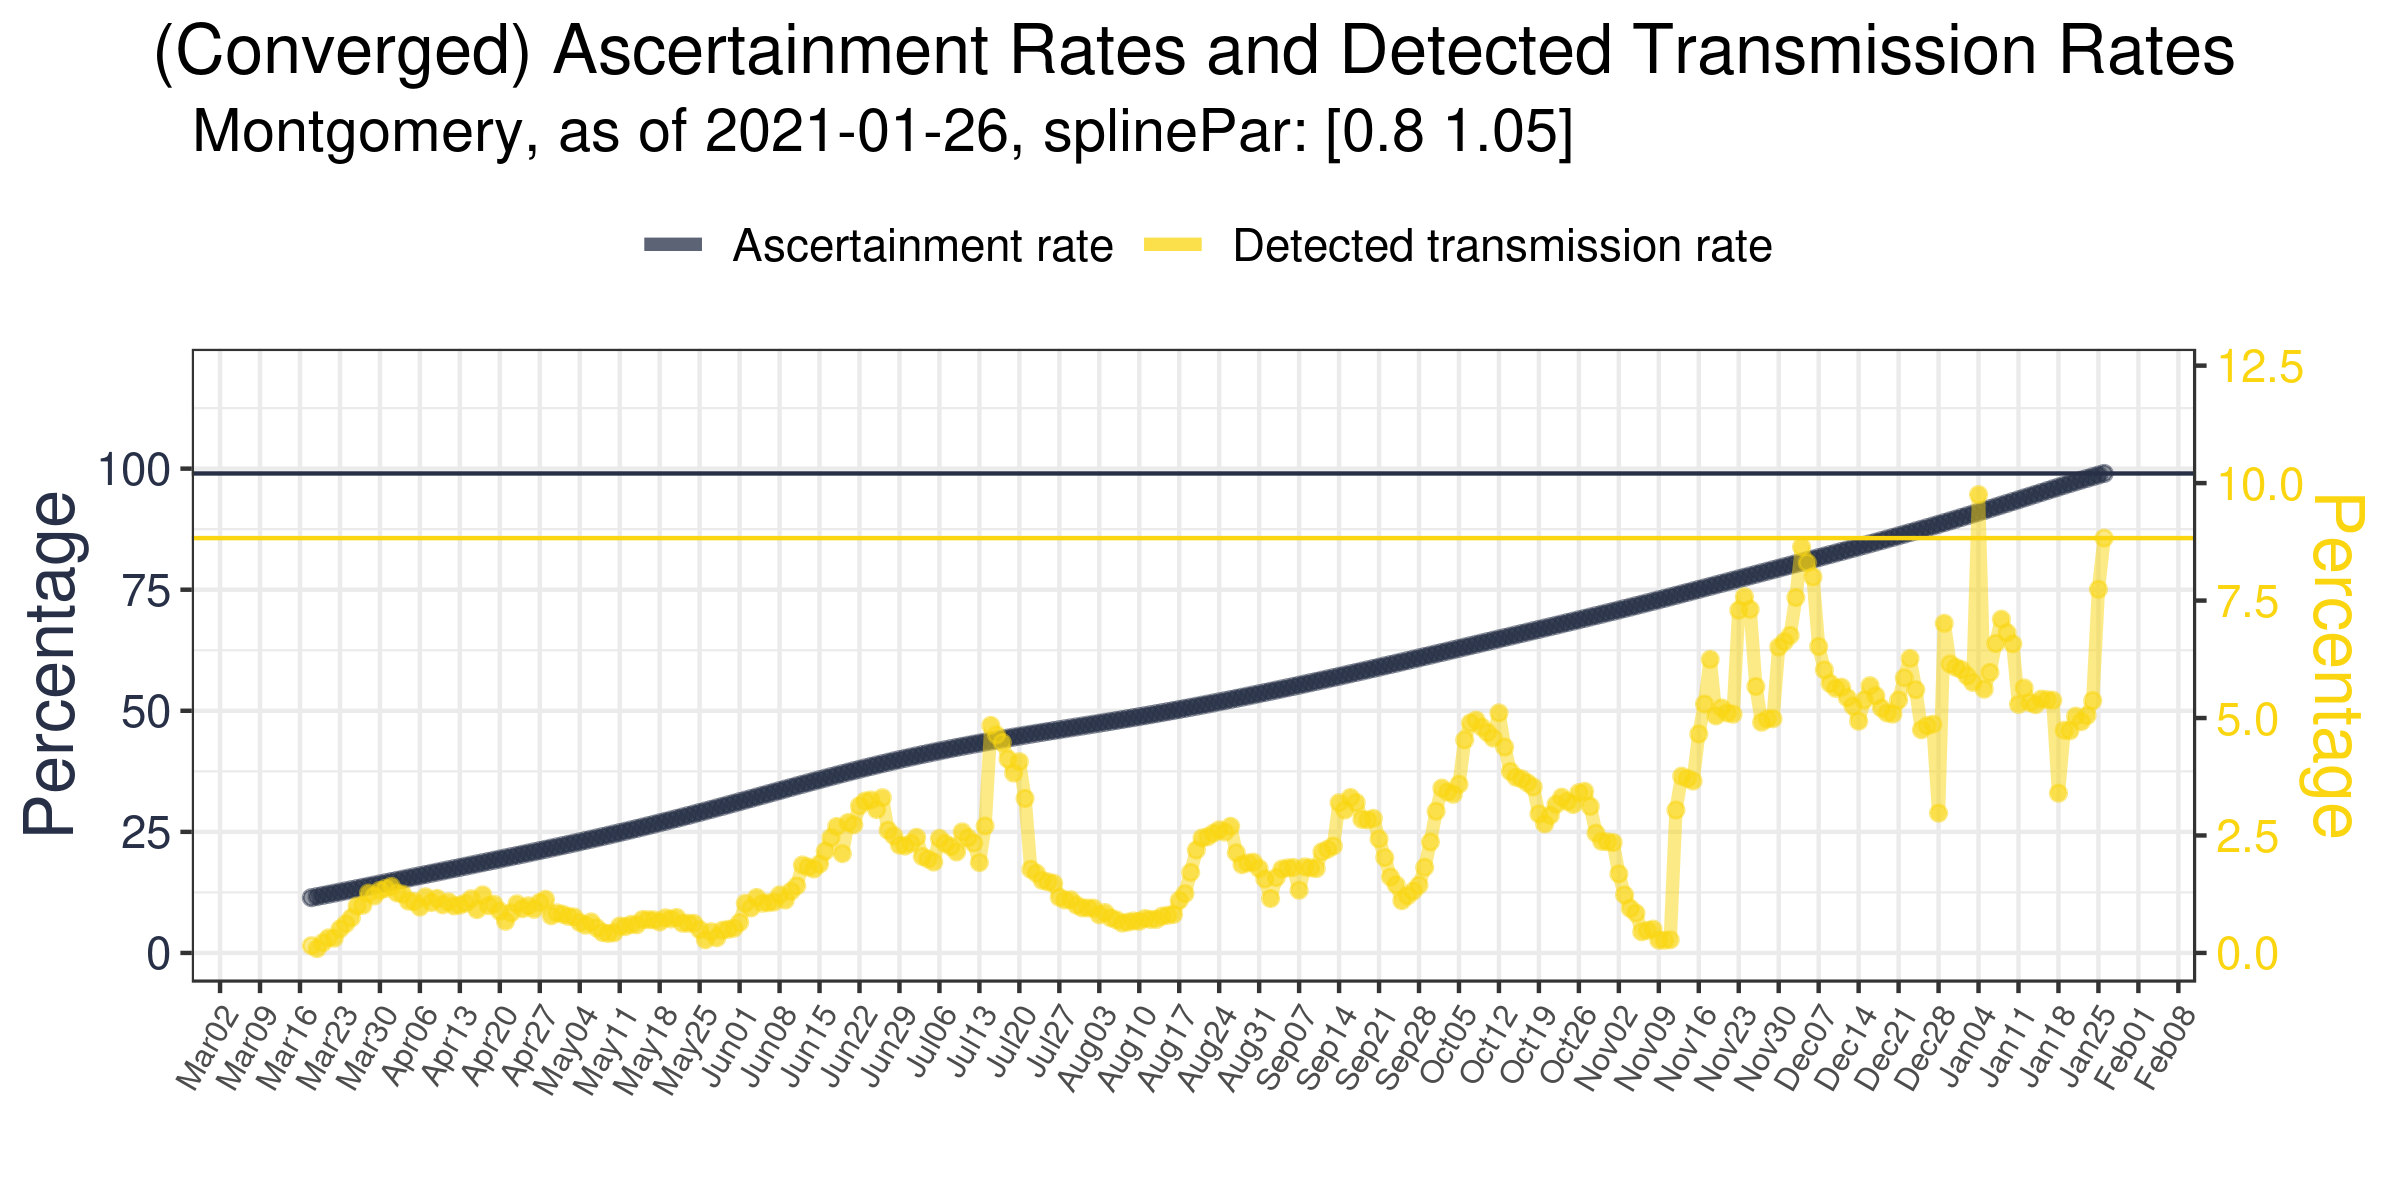 (Converged) Ascertainment Rates and Detected Transmission Rates
Montgomery, as of 2021-01-26, splinePar: [0.8 1.05]
Ascertainment rate
Detected transmission rate
Percentage
100
75
50
25
0
12.5
10.0
7.5
5.0
2.5
0.0
Percentage
Mar02
Mar09
Mar16
Mar23
Mar30
Apr06
Apr13
Apr20
Apr27
May04
May11
May18
May25
Jun01
Jun08
Jun15
Jun22
Jun29
Jul06
Jul13
Jul20
Jul27
Aug03
Aug10
Aug17
Aug24
Aug31
Sep07
Sep14
Sep21
Sep28
Oct05
Oct12
Oct19
Oct26
Nov02
Nov09
Nov16
Nov23
Nov30
Dec07
Dec14
Dec21
Dec28
Jan04
Jan11
Jan18
Jan25
Feb01
Feb08